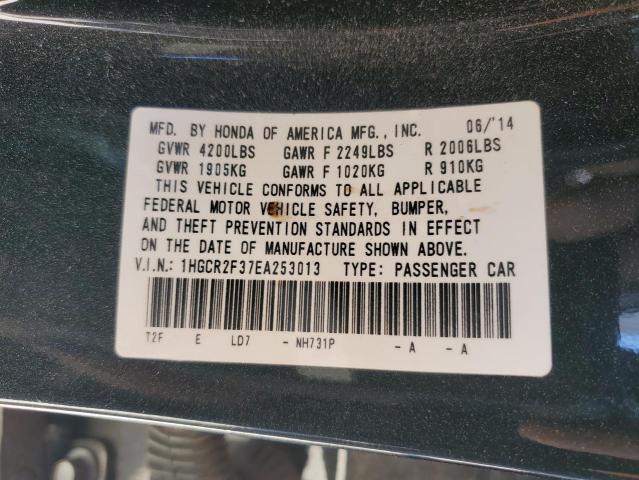 MFD. BY HONDA OF AMERICA MFG., INC. 06/'14
GVWR 4200LBS GAWR F 2249LBS R 2006LBS
GVWR 1905KG GAWR F 1020KG R 910KG
THIS VEHICLE CONFORMS TO ALL APPLICABLE
FEDERAL MOTOR VEHICLE SAFETY, BUMPER,
AND THEFT PREVENTION STANDARDS IN EFFECT
ON THE DATE OF MANUFACTURE SHOWN ABOVE.
V.I.N.: 1HGCR2F37EA253013 TYPE: PASSENGER CAR
T2F E LD7 - NH731P - A - A